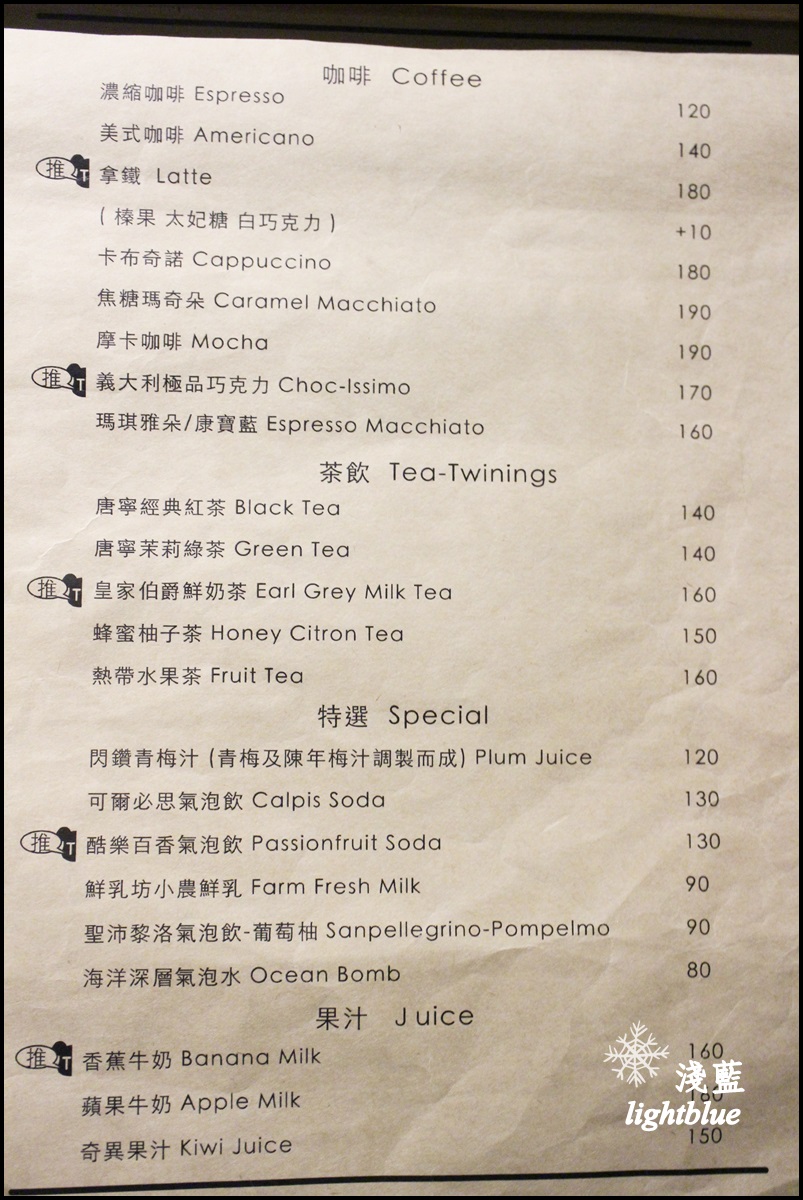 咖啡 Coffee
濃縮咖啡 Espresso 120
美式咖啡 Americano 140
推 T 拿鐵 Latte 180
( 榛果 太妃糖 白巧克力 ) +10
卡布奇諾 Cappuccino 180
焦糖瑪奇朵 Caramel Macchiato 190
摩卡咖啡 Mocha 190
推 T 義大利極品巧克力 Choc-Issimo 170
瑪琪雅朵/康寶藍 Espresso Macchiato 160
茶飲 Tea-Twinings
唐寧經典紅茶 Black Tea 140
唐寧茉莉綠茶 Green Tea 140
推 T 皇家伯爵鮮奶茶 Earl Grey Milk Tea 160
蜂蜜柚子茶 Honey Citron Tea 150
熱帶水果茶 Fruit Tea 160
特選 Special
閃鑽青梅汁 (青梅及陳年梅汁調製而成) Plum Juice 120
可爾必思氣泡飲 Calpis Soda 130
推 T 酷樂百香氣泡飲 Passionfruit Soda 130
鮮乳坊小農鮮乳 Farm Fresh Milk 90
聖沛黎洛氣泡飲-葡萄柚 Sanpellegrino-Pompelmo 90
海洋深層氣泡水 Ocean Bomb 80
果汁 Juice
推 T 香蕉牛奶 Banana Milk 160
蘋果牛奶 Apple Milk
奇異果汁 Kiwi Juice 150
淺藍
lightblue